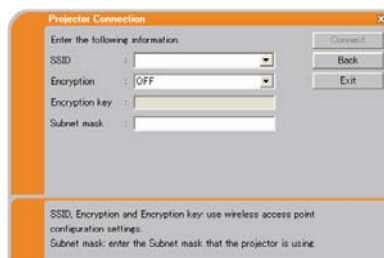 Projector Connection X
Enter the following information.
Connect
SSID :
Back
Encryption : OFF
Exit
Encryption key :
Subnet mask :
SSID, Encryption and Encryption key: use wireless access point
configuration settings.
Subnet mask: enter the Subnet mask that the projector is using.